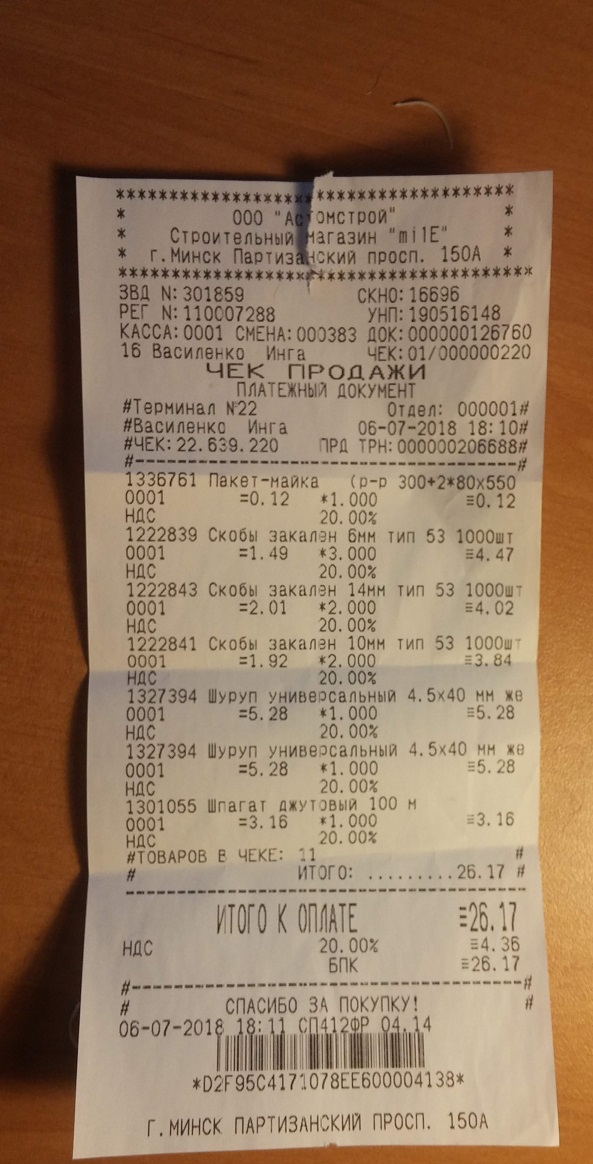 ***********************************
* ООО "Астомстрой" *
* Строительный магазин "milE" *
* г.Минск Партизанский просп. 150А *
***********************************
ЗВД N:301859 СКНО:16696
РЕГ N:11007288 УНП:190516148
КАССА:0001 СМЕНА:000383 ДОК:0000126760
16 Василенко Инга ЧЕК:01/000000220
ЧЕК ПРОДАЖИ
ПЛАТЕЖНЫЙ ДОКУМЕНТ
#Терминал №22 Отдел: 000001#
#Василенко Инга 06-07-2018 18:10#
#ЧЕК:22.639.220 ПРД ТРН:00000206688#
#----------------------------------#
1336761 Пакет-майка (р-р 300+2*80х550
0001 =0.12 *1.000 ≡0.12
НДС 20.00%
1222839 Скобы закален 6мм тип 53 1000шт
0001 =1.49 *3.000 ≡4.47
НДС 20.00%
1222843 Скобы закален 14мм тип 53 1000шт
0001 =2.01 *2.000 ≡4.02
НДС 20.00%
1222841 Скобы закален 10мм тип 53 1000шт
0001 =1.92 *2.000 ≡3.84
НДС 20.00%
1327394 Шуруп универсальный 4.5х40 мм же
0001 =5.28 *1.000 ≡5.28
НДС 20.00%
1327394 Шуруп универсальный 4.5х40 мм же
0001 =5.28 *1.000 ≡5.28
НДС 20.00%
1301055 Шпагат джутовый 100 м
0001 =3.16 *1.000 ≡3.16
НДС 20.00%
#ТОВАРОВ В ЧЕКЕ: 11 #
# ИТОГО: .........26.17 #
------------------------------------
ИТОГО К ОПЛАТЕ =26.17
НДС 20.00% ≡4.36
БПК ≡26.17
#----------------------------------#
# СПАСИБО ЗА ПОКУПКУ! #
06-07-2018 18:11 СП412ФР 04.14
*D2F95C4171078EE600004138*
Г.МИНСК ПАРТИЗАНСКИЙ ПРОСП. 150А